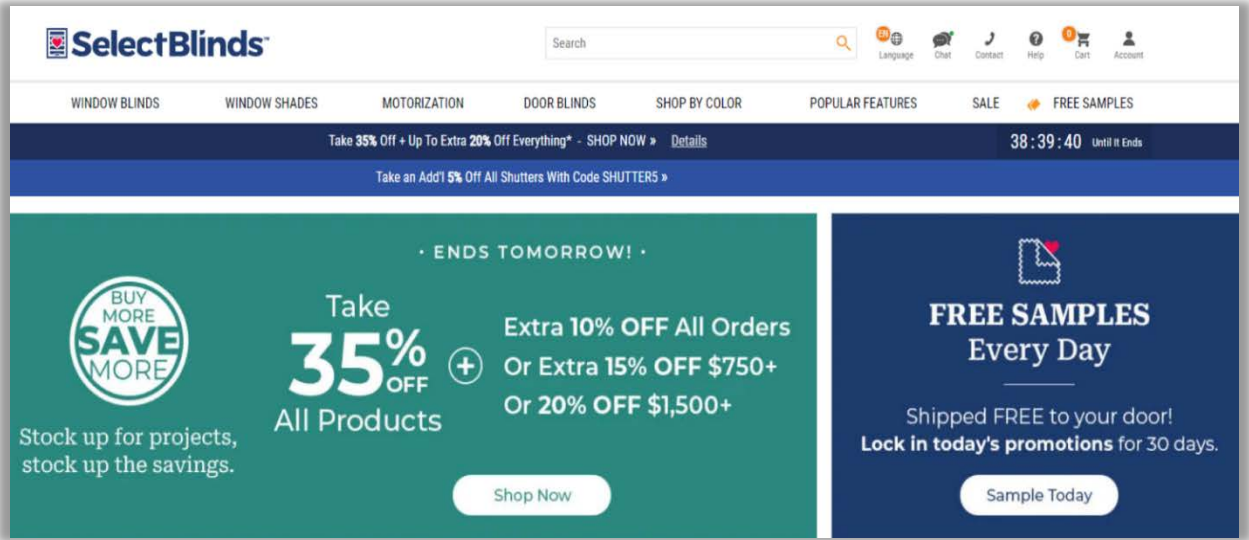 SelectBlinds
Search
EN
Language
Chat
Contact
Help
0
Cart
Account
WINDOW BLINDS
WINDOW SHADES
MOTORIZATION
DOOR BLINDS
SHOP BY COLOR
POPULAR FEATURES
SALE
FREE SAMPLES
Take 35% Off + Up To Extra 20% Off Everything* - SHOP NOW » Details
38:39:40 Until It Ends
Take an Add'l 5% Off All Shutters With Code SHUTTER5 »
BUY
MORE
SAVE
MORE
Stock up for projects,
stock up the savings.
· ENDS TOMORROW! ·
Take
35% OFF
All Products
+
Extra 10% OFF All Orders
Or Extra 15% OFF $750+
Or 20% OFF $1,500+
Shop Now
FREE SAMPLES
Every Day
Shipped FREE to your door!
Lock in today's promotions for 30 days.
Sample Today